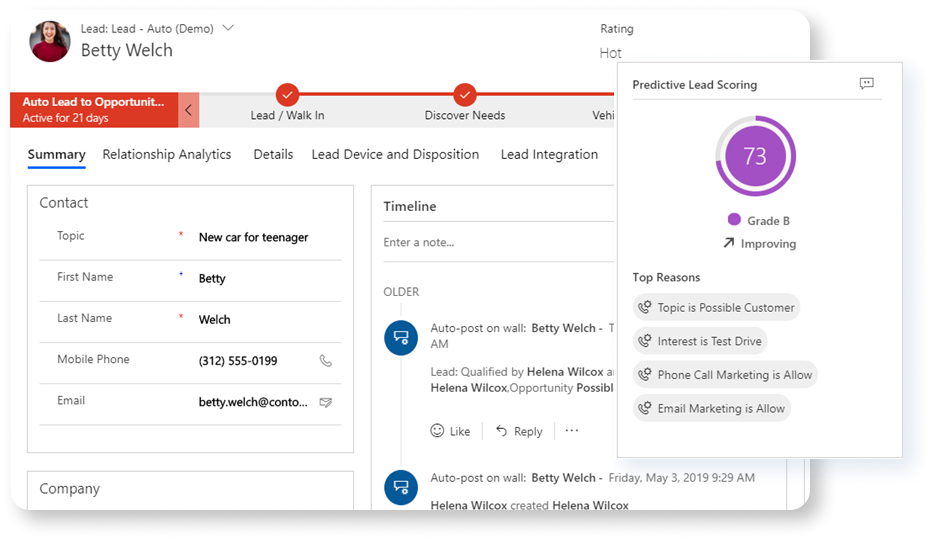 Lead: Lead - Auto (Demo)
Betty Welch
Rating
Hot
Auto Lead to Opportunit...
Active for 21 days
Lead / Walk In
Discover Needs
Vehi
Summary
Relationship Analytics
Details
Lead Device and Disposition
Lead Integration
Contact
Topic
*
New car for teenager
First Name
+
Betty
Last Name
*
Welch
Mobile Phone
(312) 555-0199
Email
betty.welch@conto...
Company
Timeline
Enter a note...
OLDER
Auto-post on wall: Betty Welch - T
AM
Lead: Qualified by Helena Wilcox a
Helena Wilcox,Opportunity Possibl
Like
Reply
...
Auto-post on wall: Betty Welch - Friday, May 3, 2019 9:29 AM
Helena Wilcox created Helena Wilcox
Predictive Lead Scoring
73
Grade B
Improving
Top Reasons
Topic is Possible Customer
Interest is Test Drive
Phone Call Marketing is Allow
Email Marketing is Allow